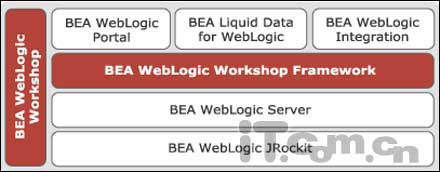 BEA WebLogic
Workshop
BEA WebLogic
Portal
BEA Liquid Data
for WebLogic
BEA WebLogic
Integration
BEA WebLogic Workshop Framework
BEA WebLogic Server
BEA WebLogic JRockit
iT.com.cn